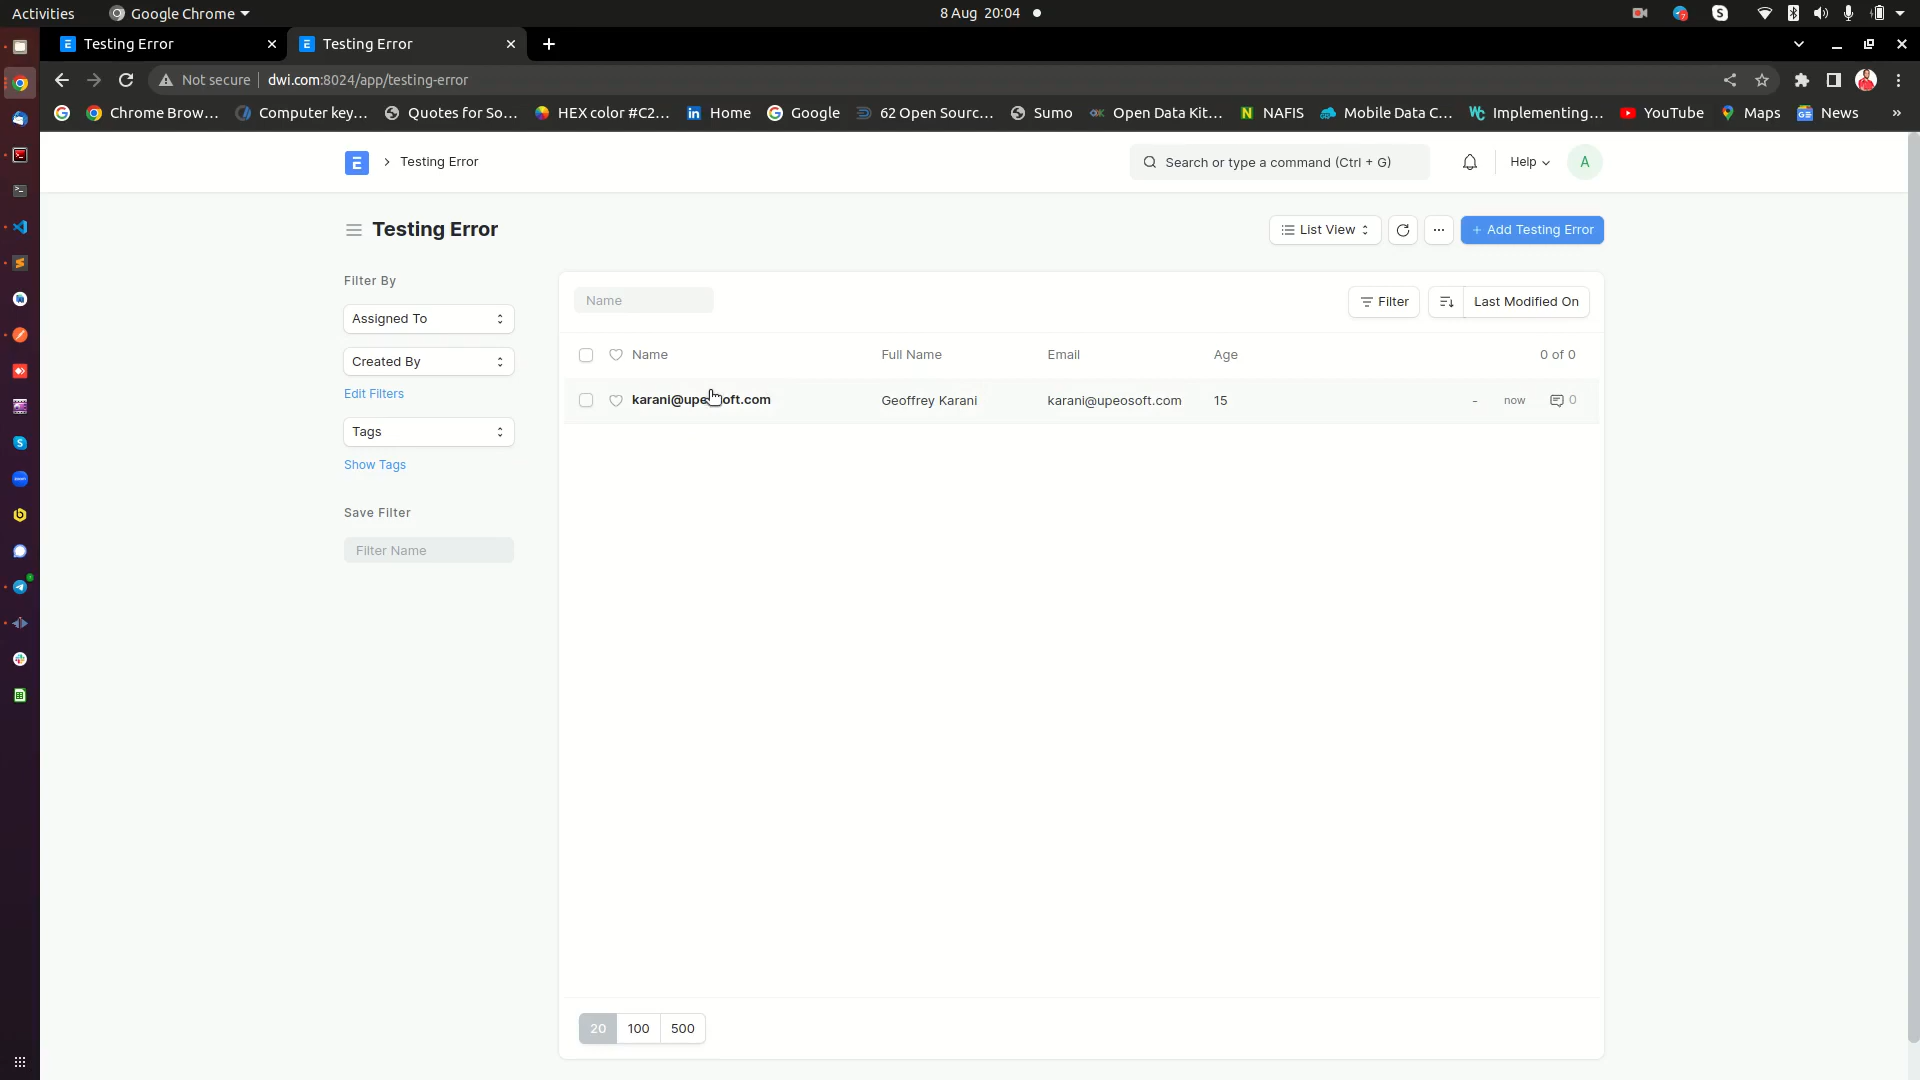 Activities Google Chrome 8 Aug 20:04
Testing Error Testing Error
Not secure dwi.com:8024/app/testing-error
Chrome Brow... Computer key... Quotes for So... HEX color #C2... Home Google 62 Open Sourc... Sumo Open Data Kit... NAFIS Mobile Data C... Implementing... YouTube Maps News »
E Testing Error Search or type a command (Ctrl + G) Help A
Testing Error List View + Add Testing Error
Filter By
Name Filter Last Modified On
Assigned To
Name Full Name Email Age 0 of 0
Created By
Edit Filters
karani@upe soft.com Geoffrey Karani karani@upeosoft.com 15 - now 0
Tags
Show Tags
Save Filter
Filter Name
20 100 500